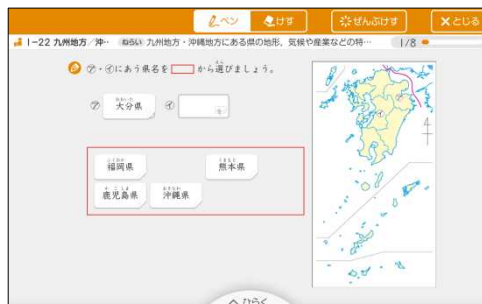 ペン けす ぜんぶけす ×とじる
1-22 九州地方／沖… ねらい 九州地方・沖縄地方にある県の地形，気候や産業などの特… 1/8
㋐・㋑にあう県名を から選びましょう。
㋐ 大分県 ㋑
福岡県 熊本県
鹿児島県 沖縄県
㋐
㋑
4
ひらく